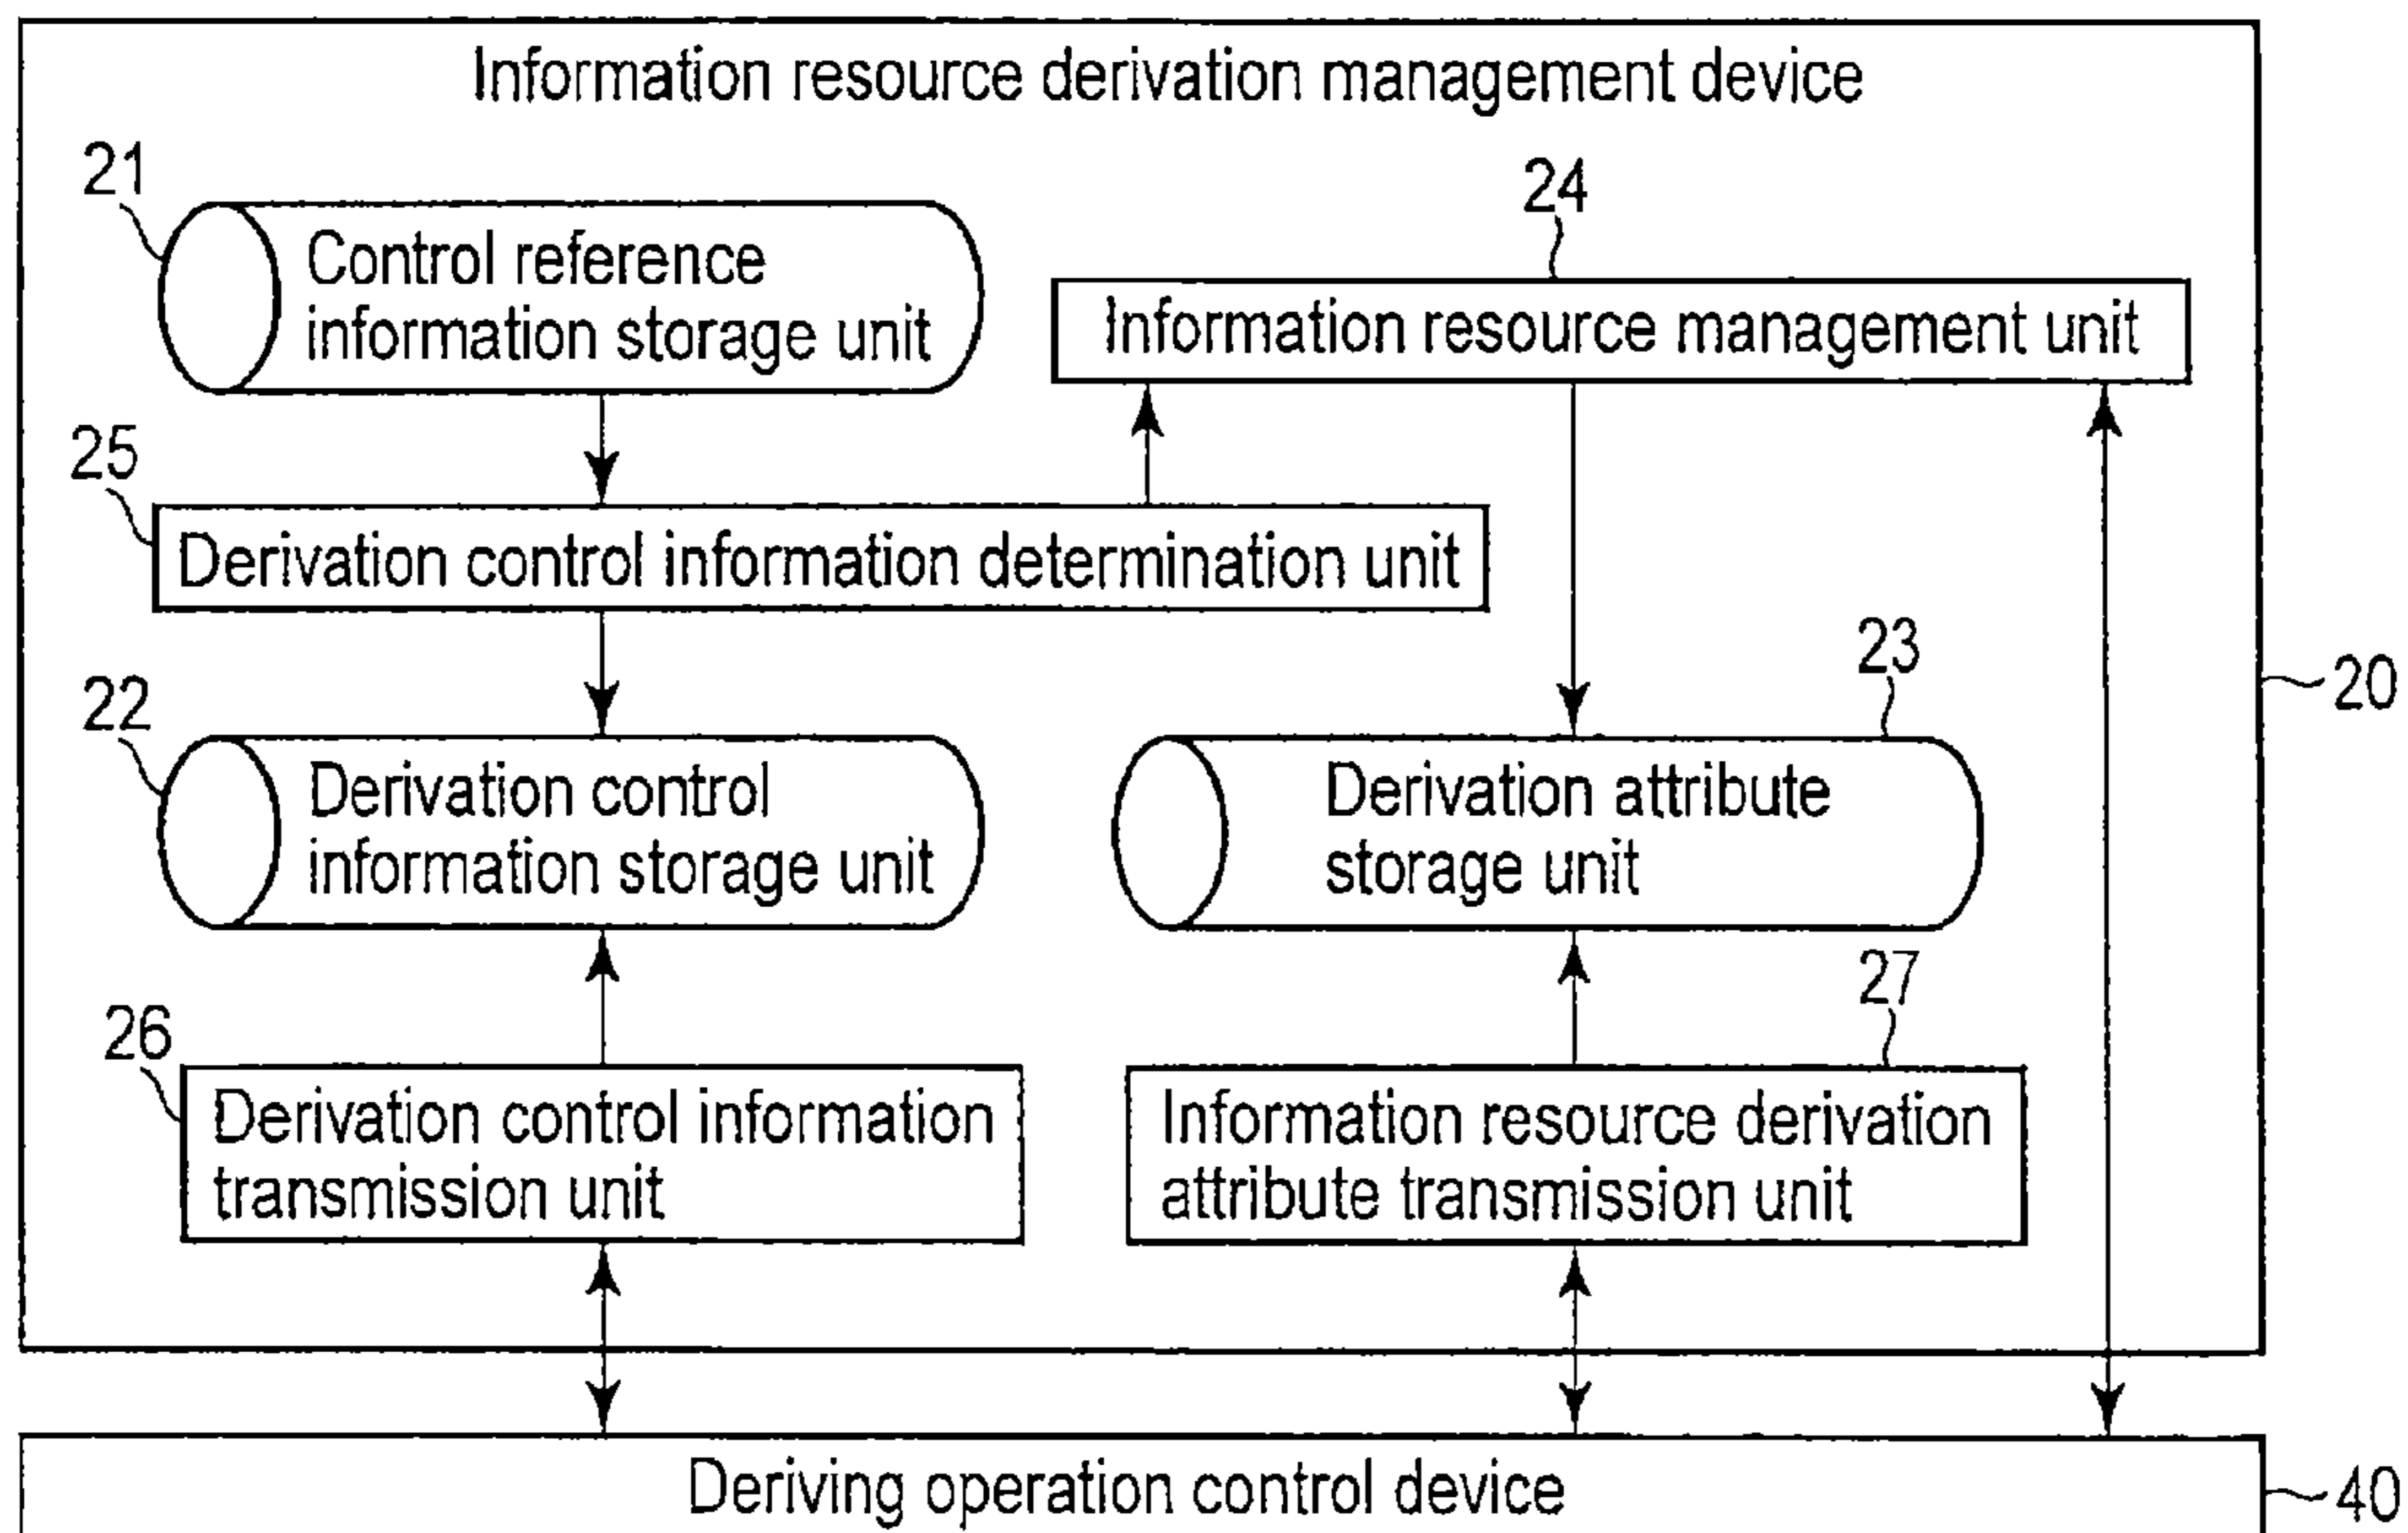 Information resource derivation management device
21
Control reference
information storage unit
24
Information resource management unit
25
Derivation control information determination unit
22
Derivation control
information storage unit
23
Derivation attribute
storage unit
20
26
Derivation control information
transmission unit
27
Information resource derivation
attribute transmission unit
Deriving operation control device
40